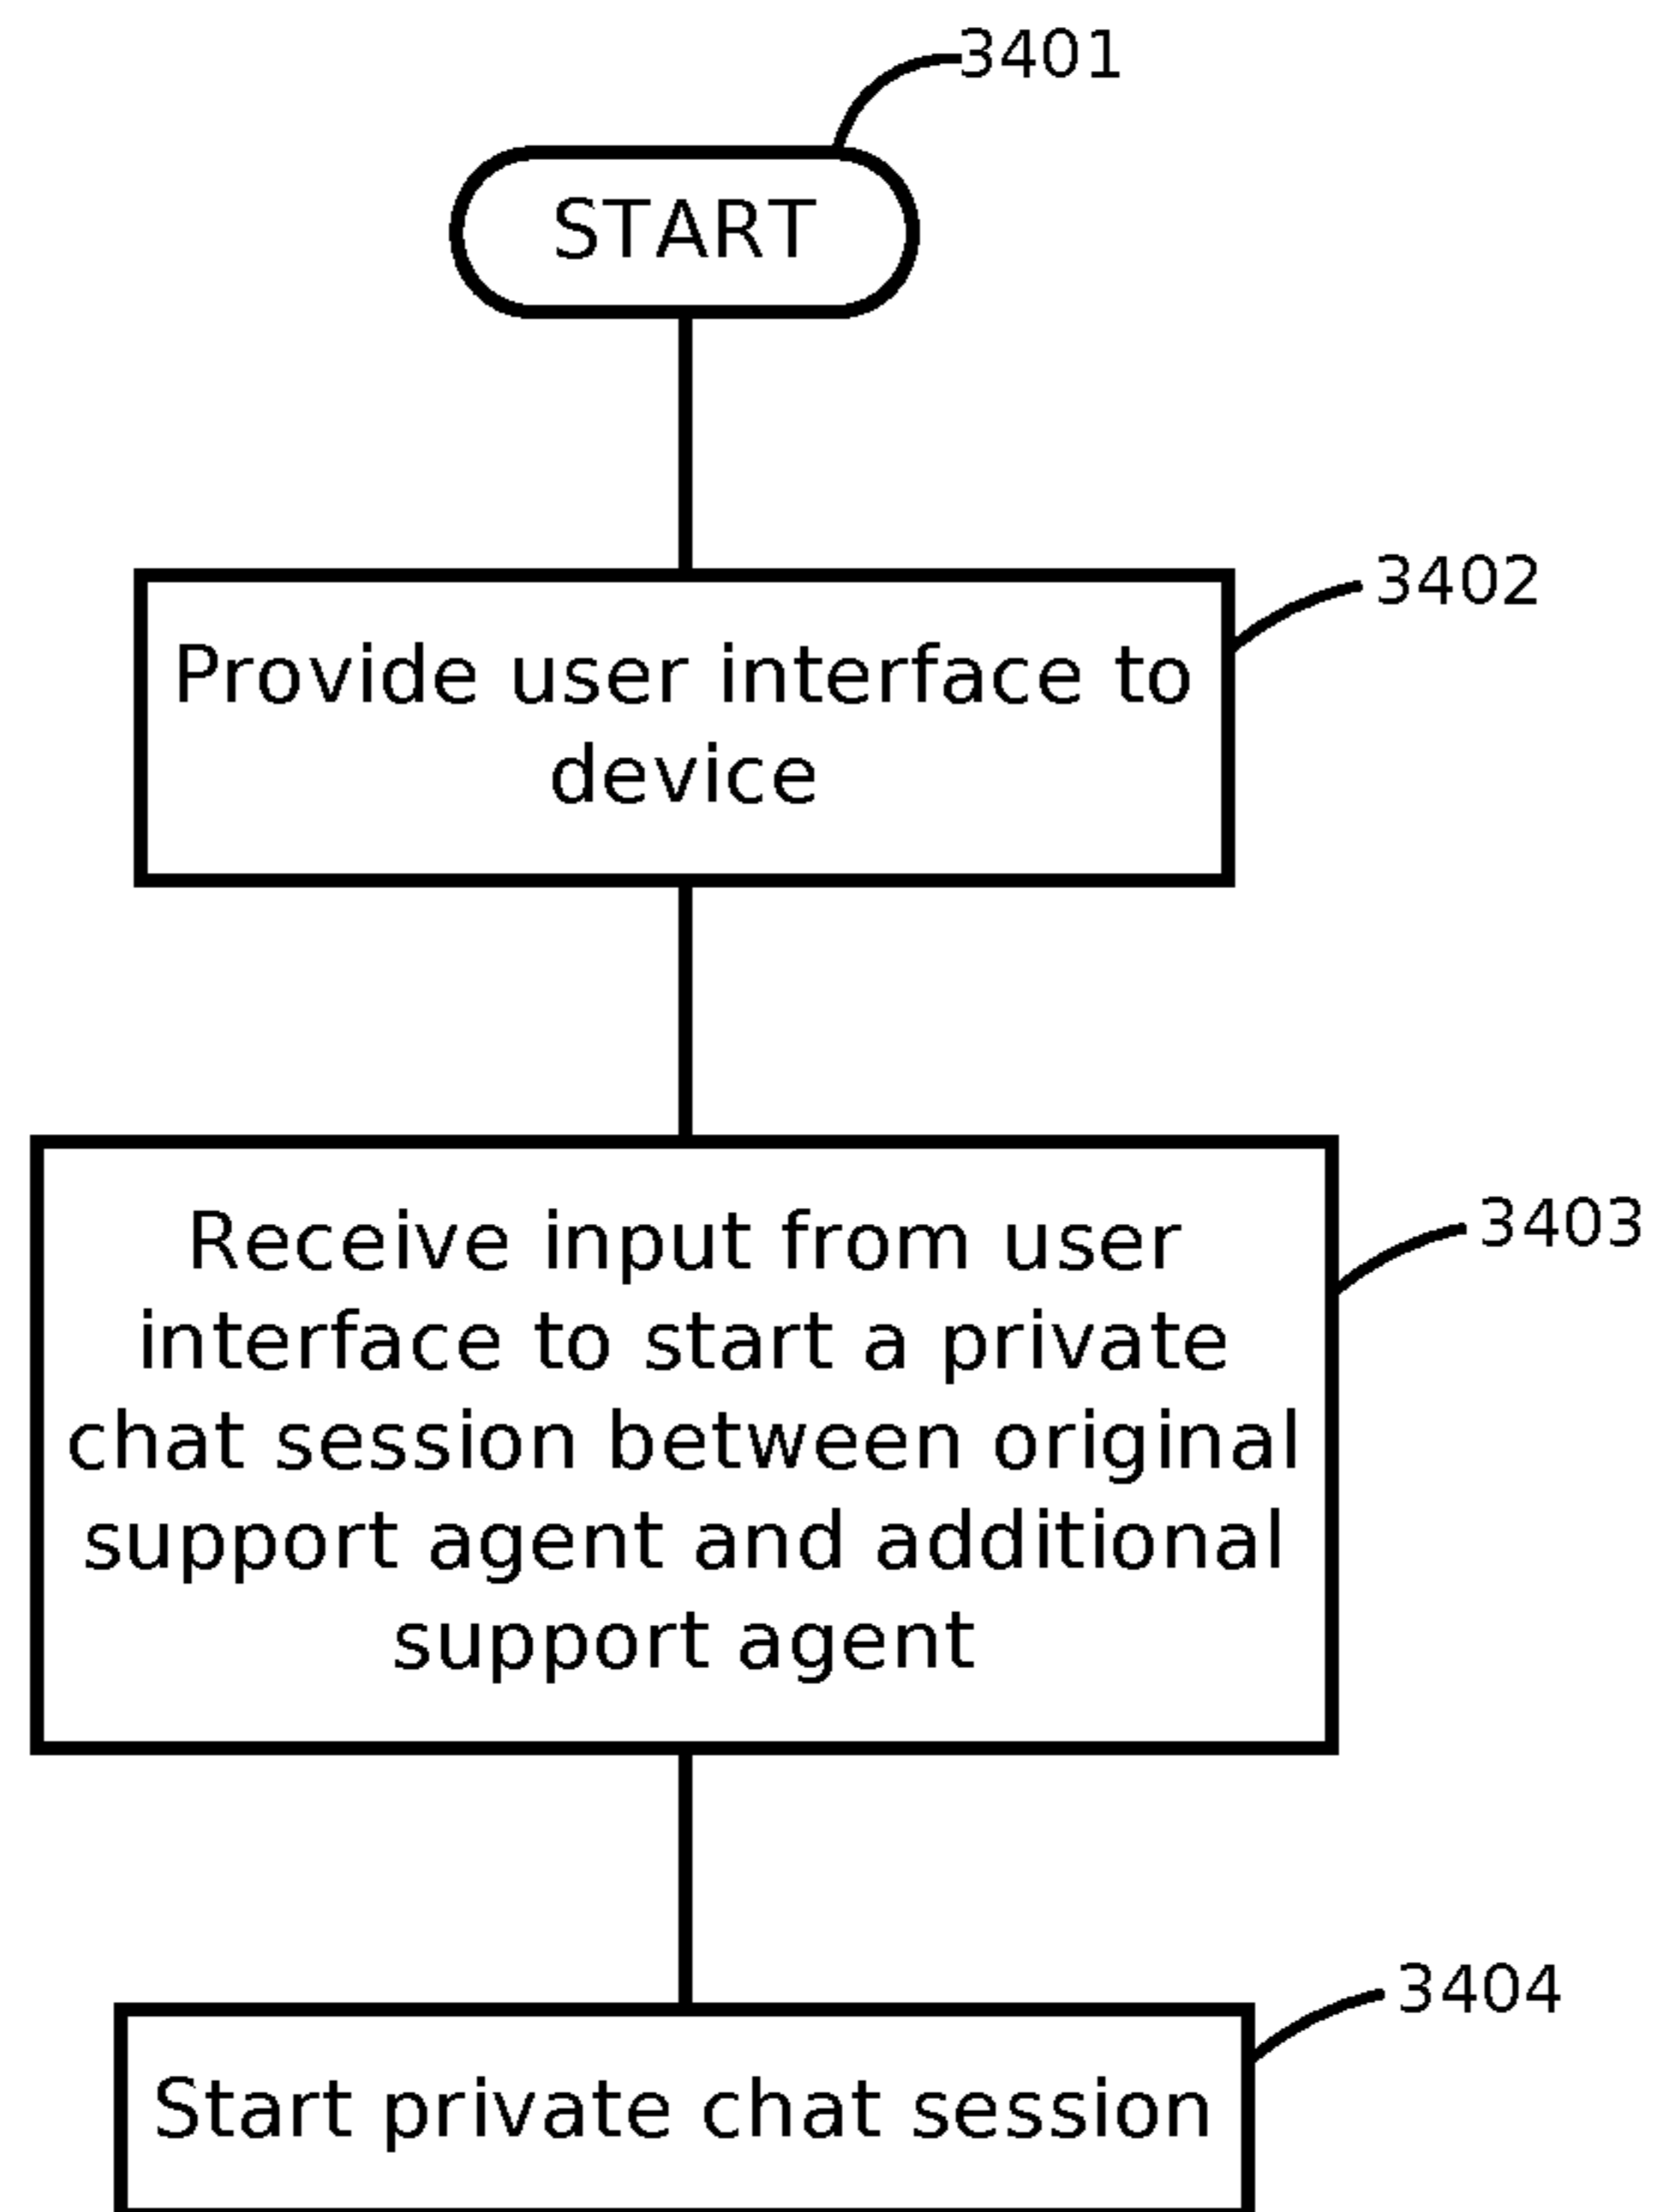 3401
START
3402
Provide user interface to
device
3403
Receive input from user
interface to start a private
chat session between original
support agent and additional
support agent
3404
Start private chat session